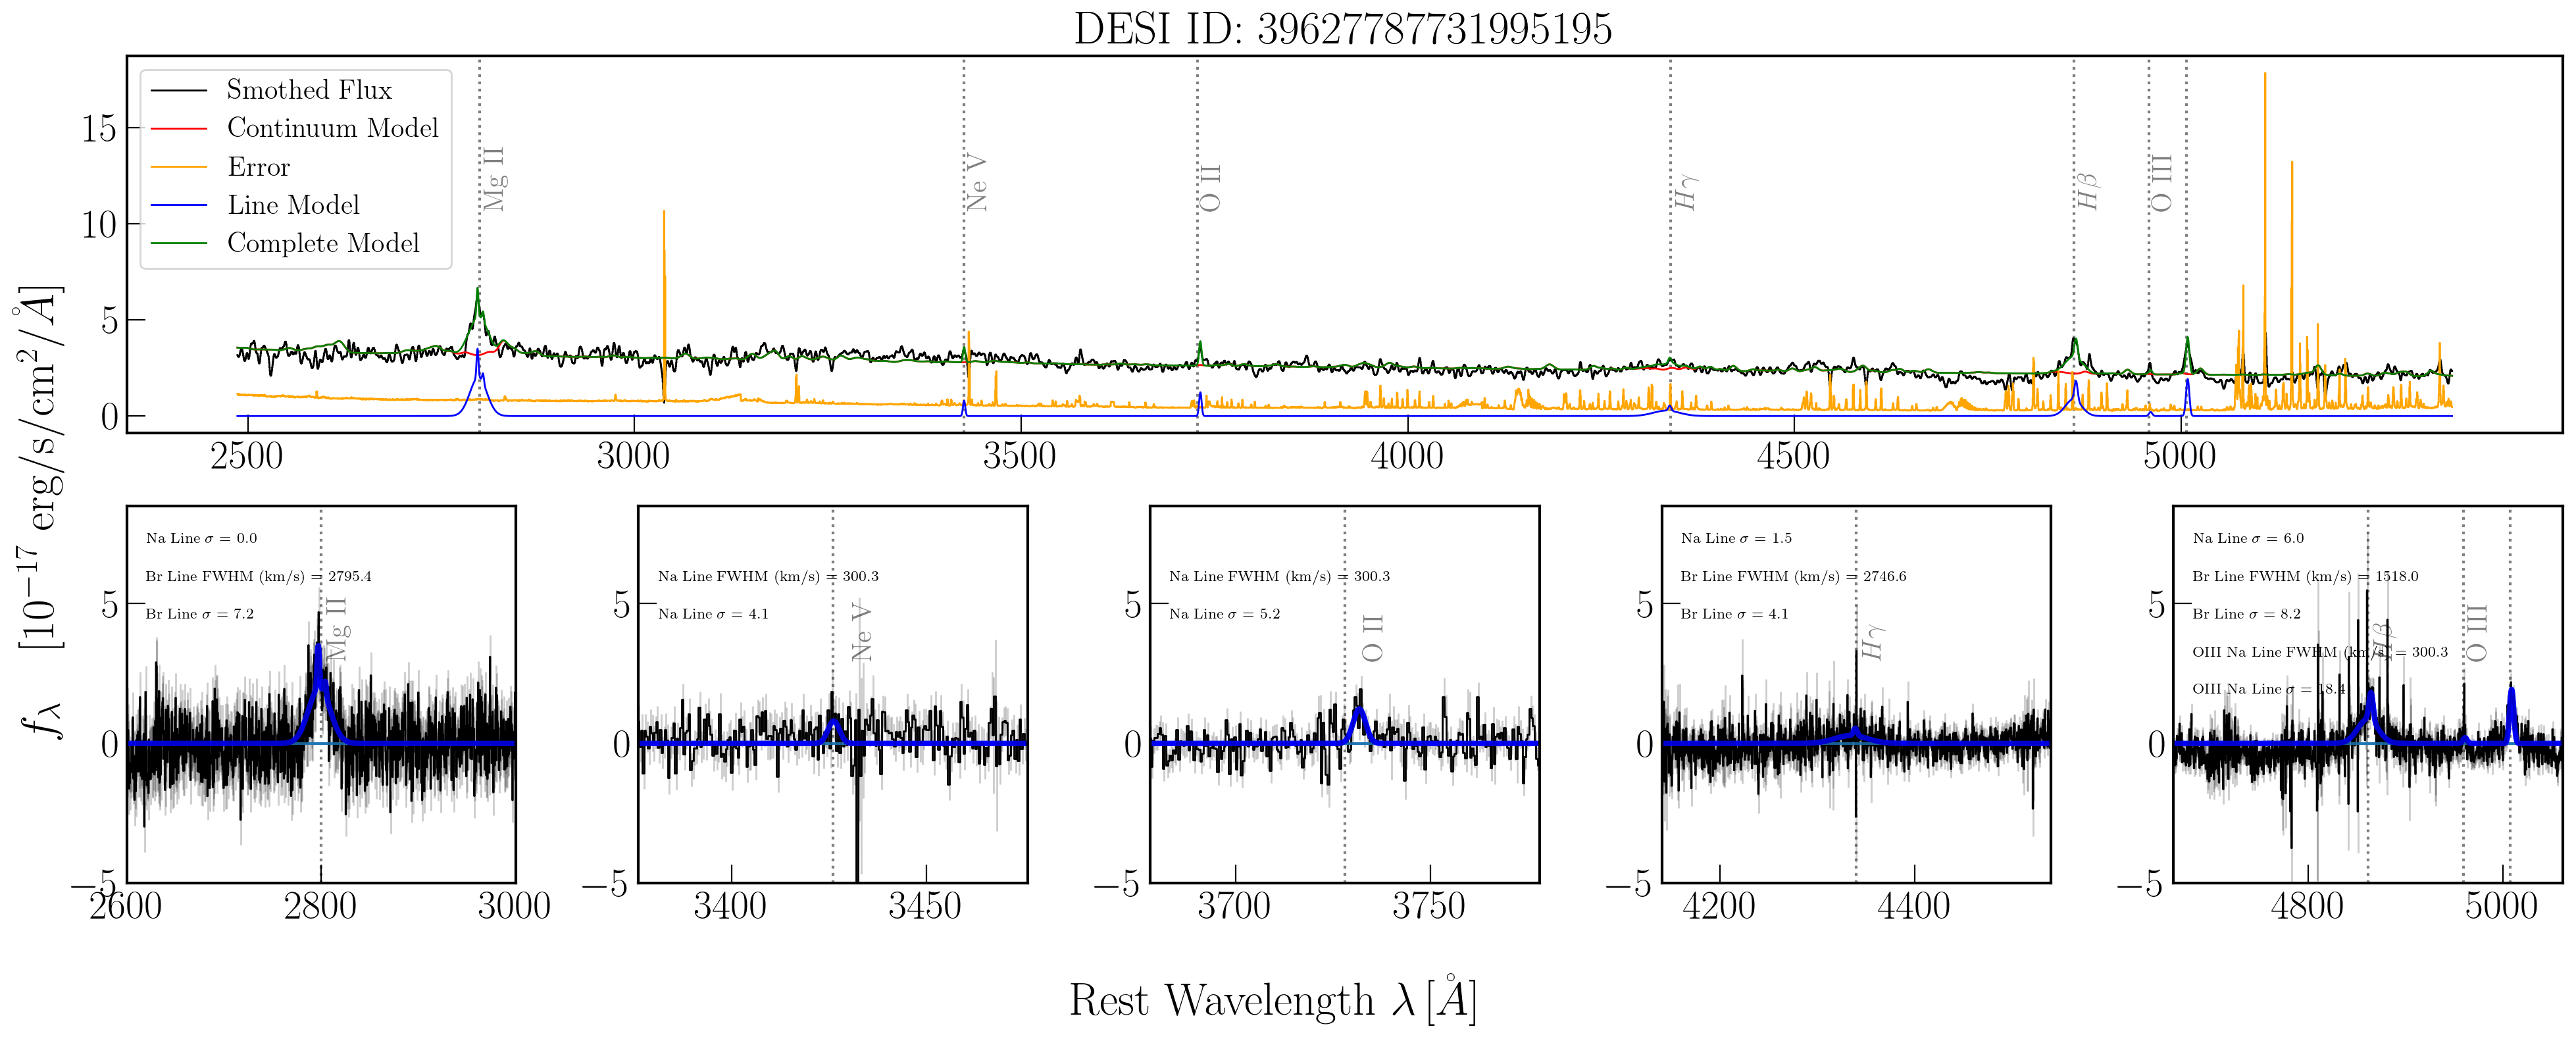 DESI ID: 39627787731995195
Smothed Flux
Continuum Model
Error
Line Model
Complete Model
Mg II
Ne V
O II
Hγ
Hβ
O III
15
10
5
0
2500
3000
3500
4000
4500
5000
f_λ [10^{-17} erg/s/cm^2/Å]
Na Line σ = 0.0
Br Line FWHM (km/s) = 2795.4
Br Line σ = 7.2
Mg II
5
0
−5
2600
2800
3000
Na Line FWHM (km/s) = 300.3
Na Line σ = 4.1
Ne V
5
0
−5
3400
3450
Na Line FWHM (km/s) = 300.3
Na Line σ = 5.2
O II
5
0
−5
3700
3750
Na Line σ = 1.5
Br Line FWHM (km/s) = 2746.6
Br Line σ = 4.1
Hγ
5
0
−5
4200
4400
Na Line σ = 6.0
Br Line FWHM (km/s) = 1518.0
Br Line σ = 8.2
OIII Na Line FWHM (km/s) = 300.3
OIII Na Line σ = 18.4
Hβ
O III
5
0
−5
4800
5000
Rest Wavelength λ [Å]